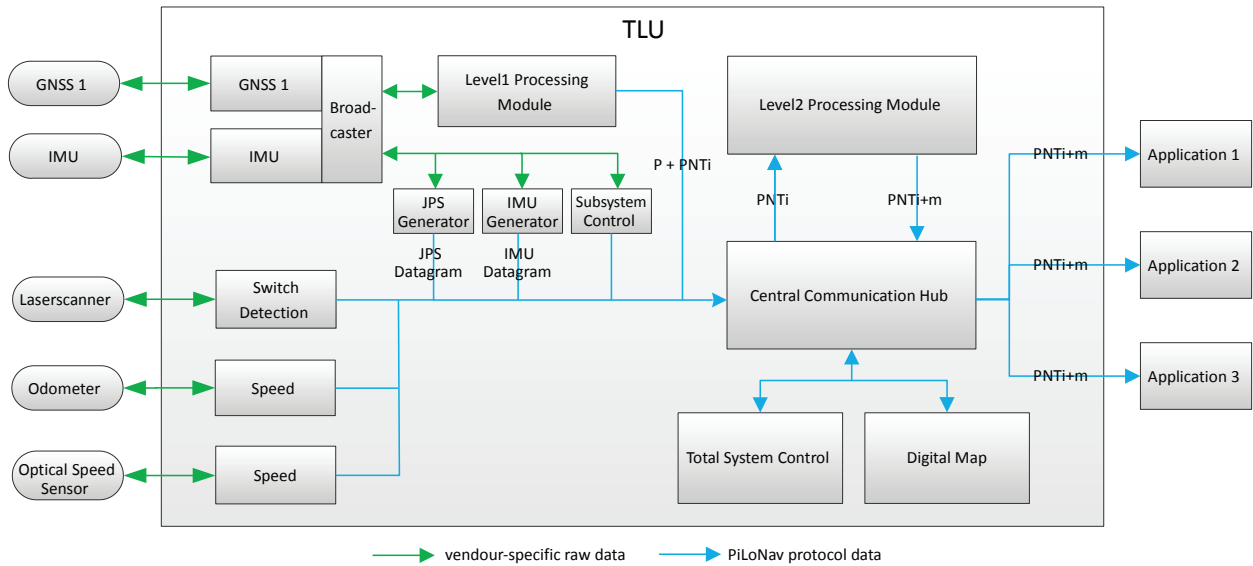 TLU
GNSS 1
GNSS 1
Broad-
caster
Level1 Processing
Module
Level2 Processing Module
IMU
IMU
P + PNTi
PNTi
PNTi+m
PNTi+m
Application 1
JPS
Generator
IMU
Generator
Subsystem
Control
JPS
Datagram
IMU
Datagram
PNTi+m
Application 2
Laserscanner
Switch
Detection
Central Communication Hub
Odometer
Speed
PNTi+m
Application 3
Optical Speed
Sensor
Speed
Total System Control
Digital Map
vendour-specific raw data
PiLoNav protocol data